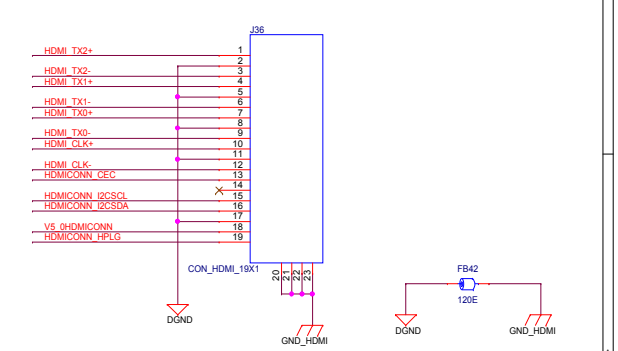 J36
HDMI_TX2+ 1
2
HDMI_TX2- 3
HDMI_TX1+ 4
5
HDMI_TX1- 6
HDMI_TX0+ 7
8
HDMI_TX0- 9
HDMI_CLK+ 10
11
HDMI_CLK- 12
HDMICONN_CEC 13
14
HDMICONN_I2CSCL 15
HDMICONN_I2CSDA 16
17
V5_0HDMICONN 18
HDMICONN_HPLG 19
CON_HDMI_19X1
20 21 22 23
DGND
GND_HDMI
FB42
120E
DGND
GND_HDMI